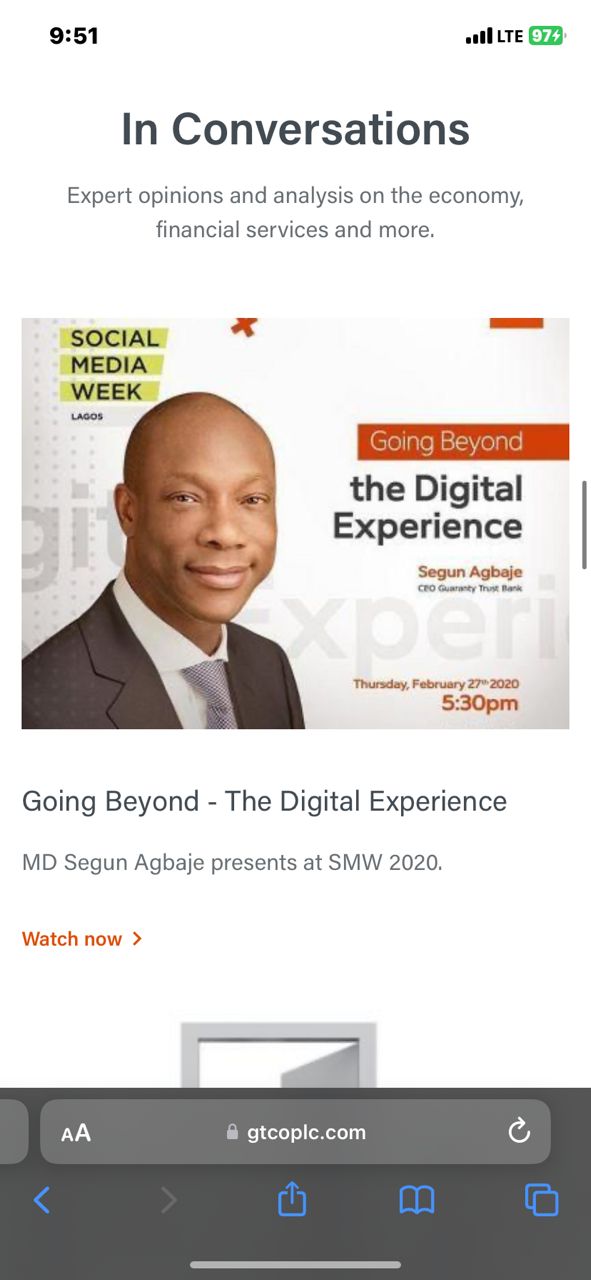 9:51
LTE 97
In Conversations
Expert opinions and analysis on the economy,
financial services and more.
SOCIAL
MEDIA
WEEK
LAGOS
Going Beyond
the Digital
Experience
Segun Agbaje
CEO Guaranty Trust Bank
git
Experi
Thursday, February 27th 2020
5:30pm
Going Beyond - The Digital Experience
MD Segun Agbaje presents at SMW 2020.
Watch now
AA
gtcoplc.com